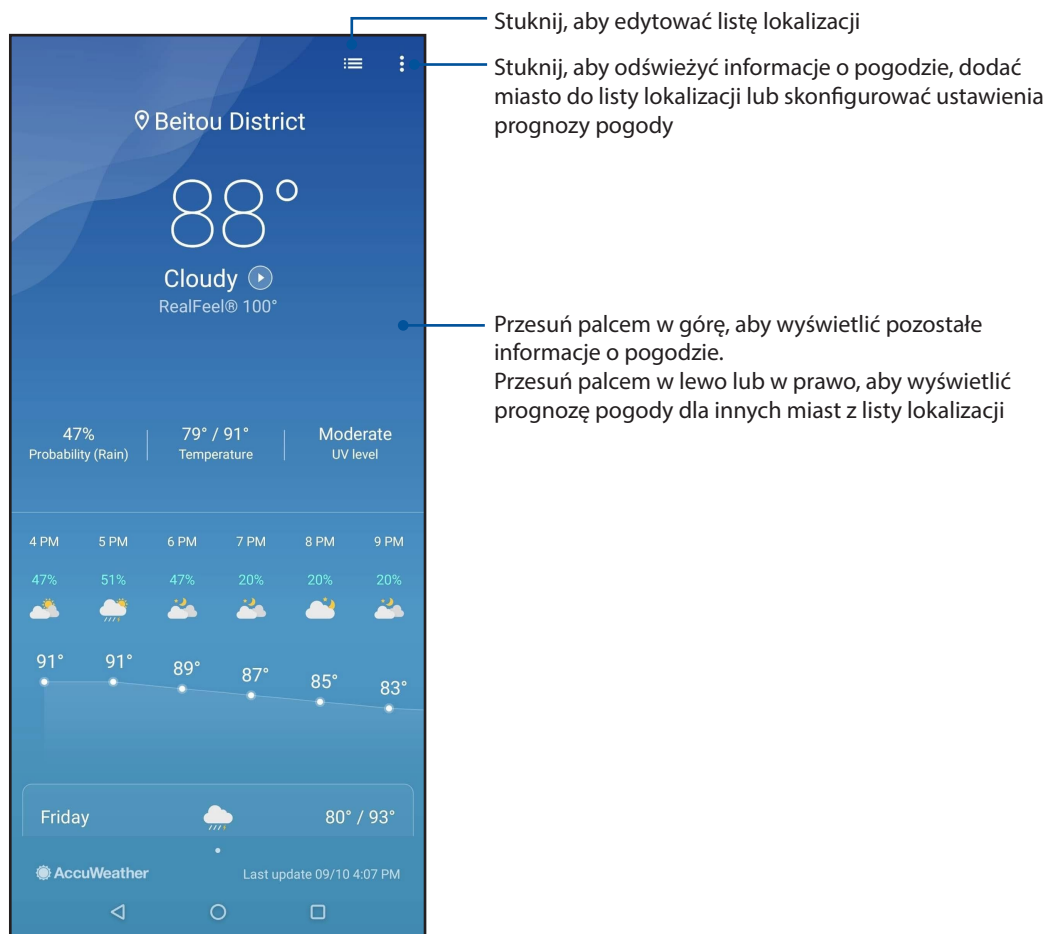 Stuknij, aby edytować listę lokalizacji
Stuknij, aby odświeżyć informacje o pogodzie, dodać
miasto do listy lokalizacji lub skonfigurować ustawienia
prognozy pogody
Beitou District
88°
Cloudy
RealFeel® 100°
Przesuń palcem w górę, aby wyświetlić pozostałe
informacje o pogodzie.
Przesuń palcem w lewo lub w prawo, aby wyświetlić
prognozę pogody dla innych miast z listy lokalizacji
47% 79° / 91° Moderate
Probability (Rain) Temperature UV level
4 PM 5 PM 6 PM 7 PM 8 PM 9 PM
47% 51% 47% 20% 20% 20%
91° 91° 89° 87° 85° 83°
Friday 80° / 93°
AccuWeather Last update 09/10 4:07 PM